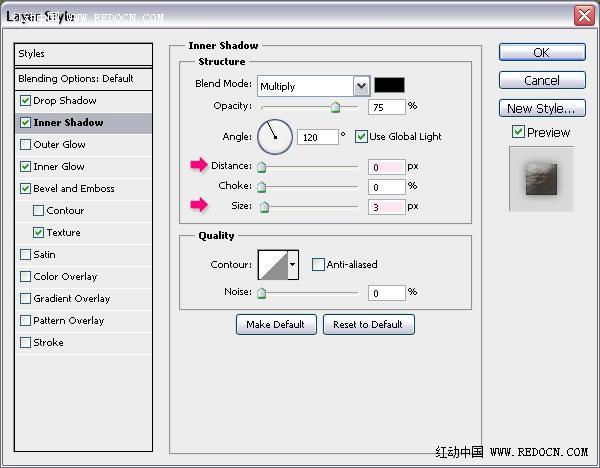 Layer Style
WWW.REDOCN.COM
Styles
Blending Options: Default
Drop Shadow
Inner Shadow
Outer Glow
Inner Glow
Bevel and Emboss
Contour
Texture
Satin
Color Overlay
Gradient Overlay
Pattern Overlay
Stroke
Inner Shadow
Structure
Blend Mode: Multiply
Opacity: 75 %
Angle: 120 ° Use Global Light
Distance: 0 px
Choke: 0 %
Size: 3 px
Quality
Contour: Anti-aliased
Noise: 0 %
Make Default Reset to Default
OK
Cancel
New Style...
Preview
红动中国 WWW.REDOCN.COM